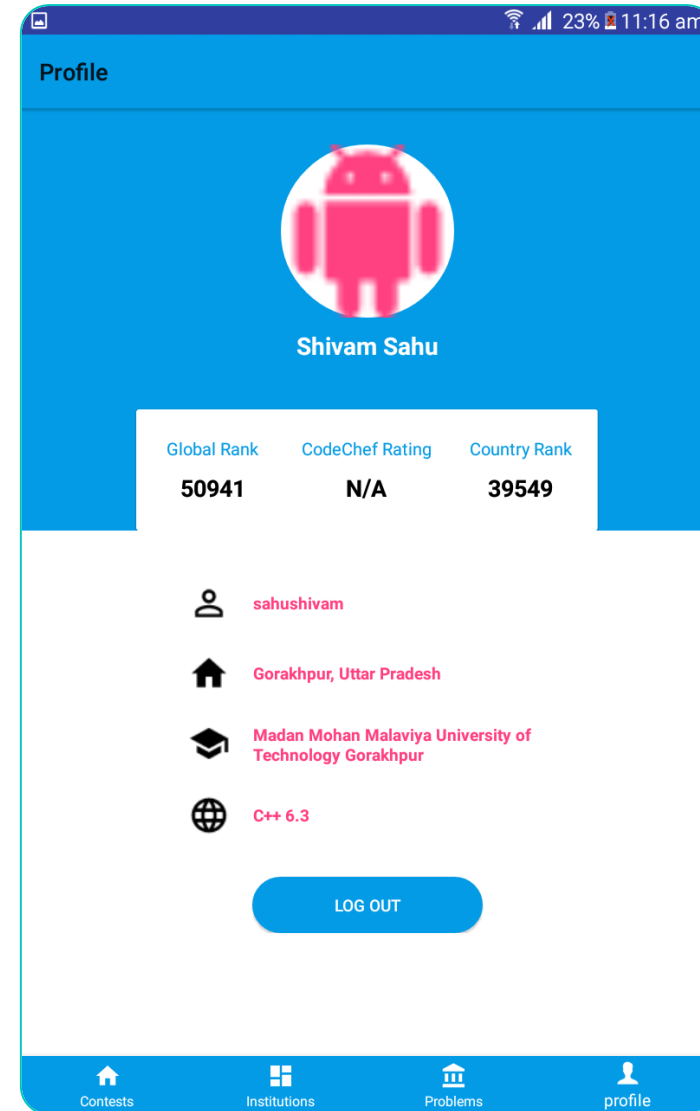 23% 11:16 am
Profile
Shivam Sahu
Global Rank CodeChef Rating Country Rank
50941 N/A 39549
sahushivam
Gorakhpur, Uttar Pradesh
Madan Mohan Malaviya University of
Technology Gorakhpur
C++ 6.3
LOG OUT
Contests Institutions Problems profile